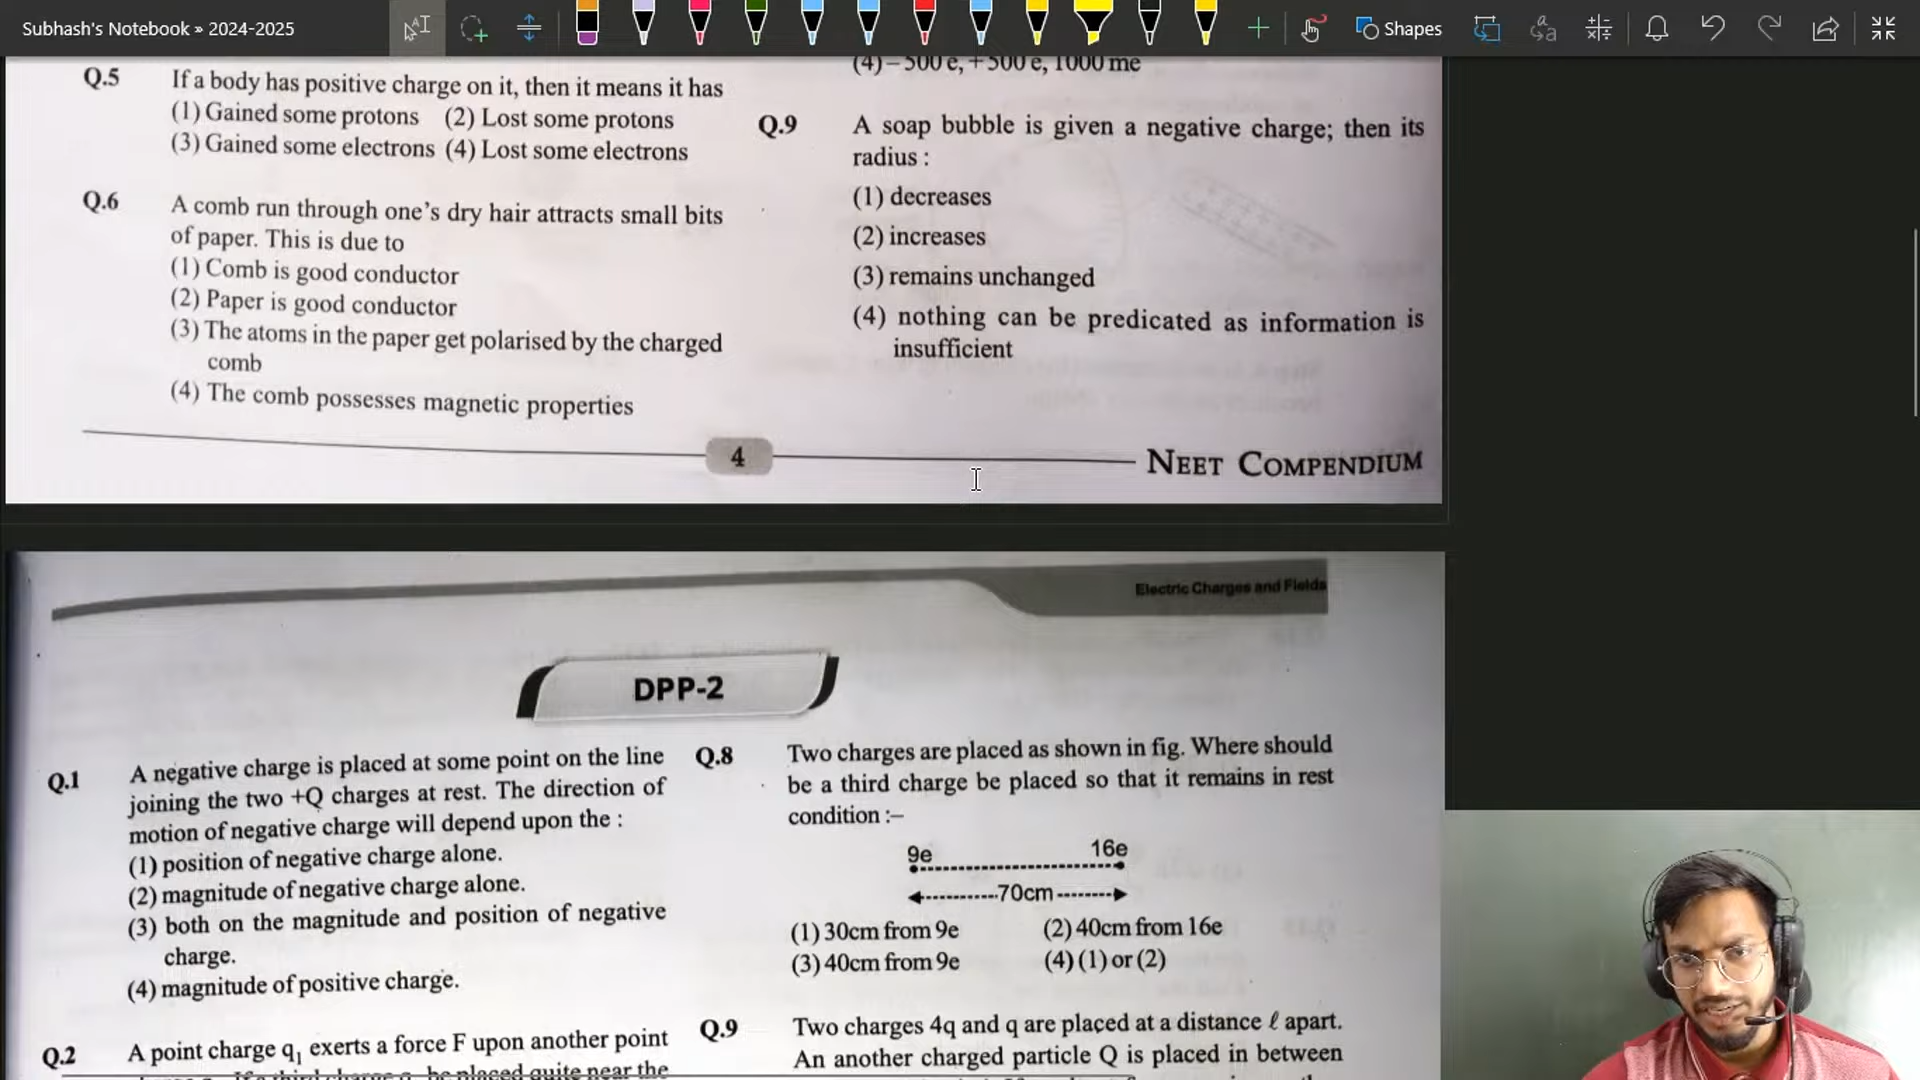 Subhash's Notebook » 2024-2025
Shapes
Q.5 If a body has positive charge on it, then it means it has
(1) Gained some protons (2) Lost some protons
(3) Gained some electrons (4) Lost some electrons
Q.6 A comb run through one's dry hair attracts small bits
of paper. This is due to
(1) Comb is good conductor
(2) Paper is good conductor
(3) The atoms in the paper get polarised by the charged
comb
(4) The comb possesses magnetic properties
(4) – 500 e, + 500 e, 1000 me
Q.9 A soap bubble is given a negative charge; then its
radius :
(1) decreases
(2) increases
(3) remains unchanged
(4) nothing can be predicated as information is
insufficient
4
NEET COMPENDIUM
Electric Charges and Fields
DPP-2
Q.1 A negative charge is placed at some point on the line
joining the two +Q charges at rest. The direction of
motion of negative charge will depend upon the :
(1) position of negative charge alone.
(2) magnitude of negative charge alone.
(3) both on the magnitude and position of negative
charge.
(4) magnitude of positive charge.
Q.2 A point charge q1 exerts a force F upon another point
be placed quite near the
Q.8 Two charges are placed as shown in fig. Where should
be a third charge be placed so that it remains in rest
condition :–
9e 16e
70cm
(1) 30cm from 9e (2) 40cm from 16e
(3) 40cm from 9e (4) (1) or (2)
Q.9 Two charges 4q and q are placed at a distance ℓ apart.
An another charged particle Q is placed in between